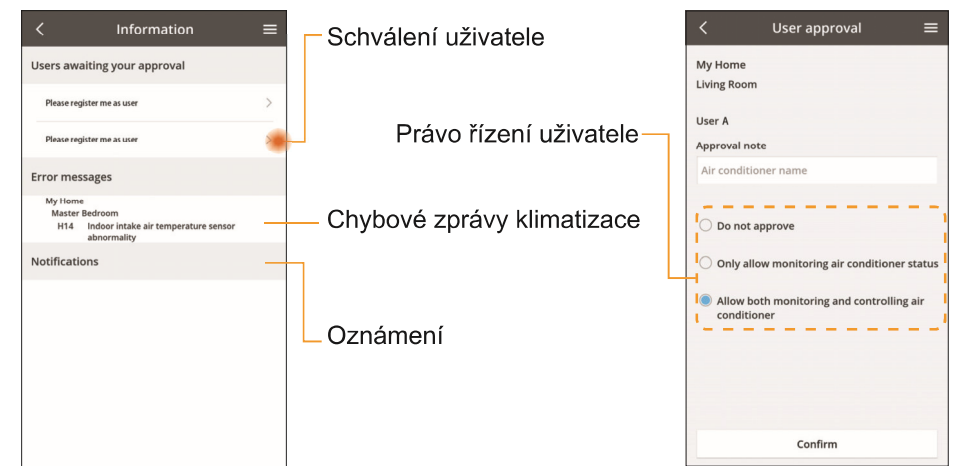 Information
Users awaiting your approval
Please register me as user
Please register me as user
Error messages
My Home
Master Bedroom
H14 Indoor intake air temperature sensor
abnormality
Notifications
Schválení uživatele
Právo řízení uživatele
Chybové zprávy klimatizace
Oznámení
User approval
My Home
Living Room
User A
Approval note
Air conditioner name
Do not approve
Only allow monitoring air conditioner status
Allow both monitoring and controlling air
conditioner
Confirm